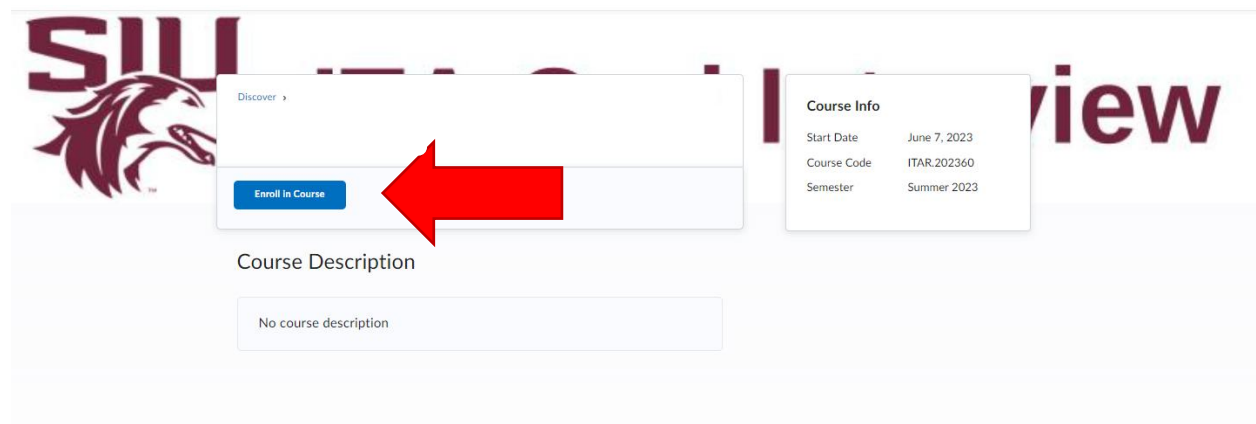 SIU
iew
Discover ›
Enroll in Course
Course Info
Start Date June 7, 2023
Course Code ITAR.202360
Semester Summer 2023
Course Description
No course description